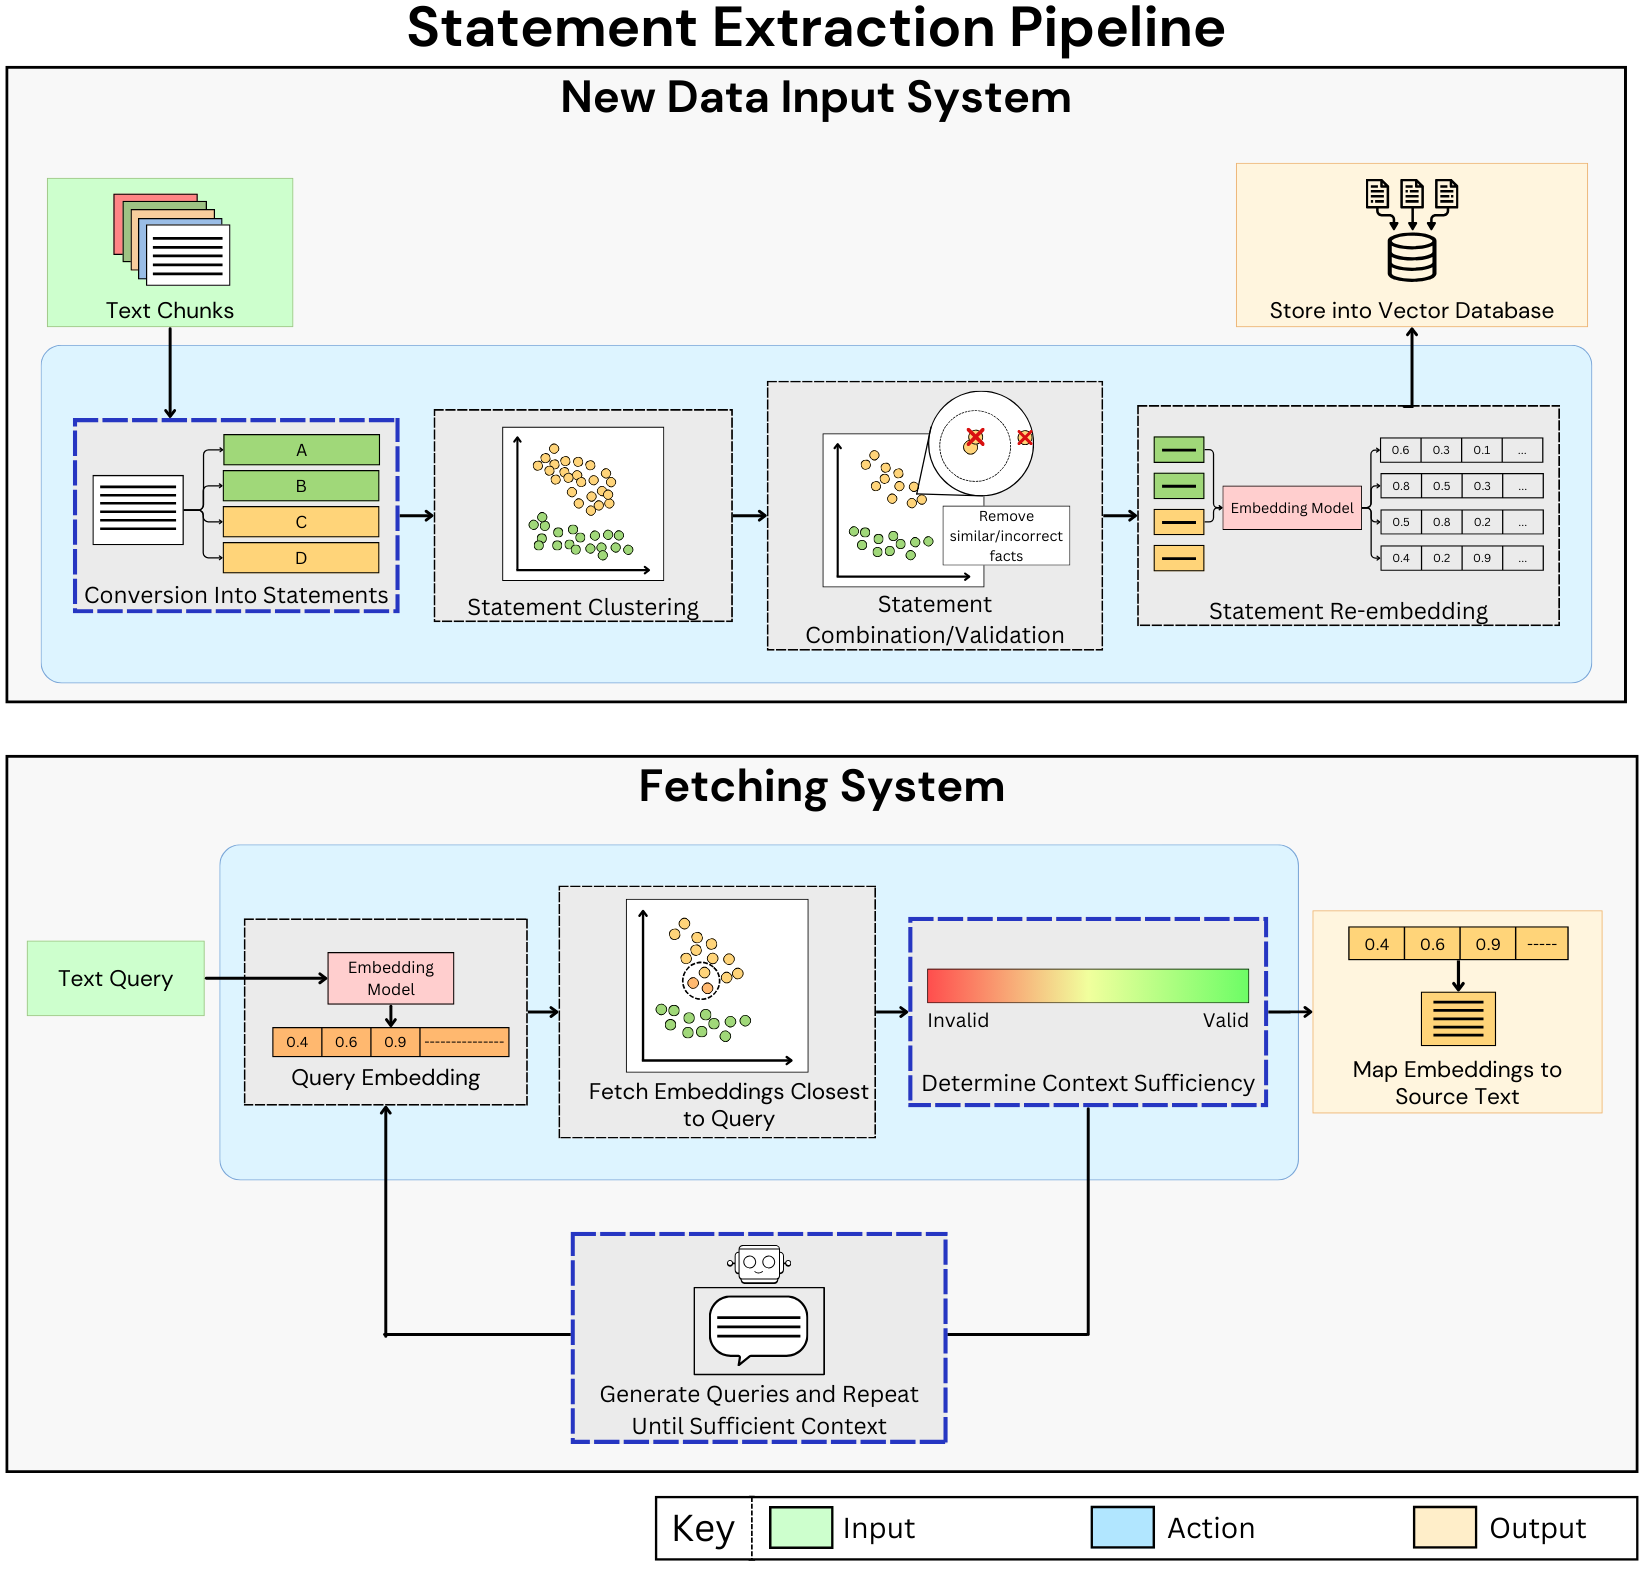 Statement Extraction Pipeline
New Data Input System
Text Chunks
Store into Vector Database
A
B
C
D
Conversion Into Statements
Statement Clustering
Remove
similar/incorrect
facts
Statement
Combination/Validation
Embedding Model
0.6 0.3 0.1 ...
0.8 0.5 0.3 ...
0.5 0.8 0.2 ...
0.4 0.2 0.9 ...
Statement Re-embedding
Fetching System
Text Query
Embedding
Model
0.4 0.6 0.9 ---------------
Query Embedding
Fetch Embeddings Closest
to Query
Invalid Valid
Determine Context Sufficiency
0.4 0.6 0.9 -----
Map Embeddings to
Source Text
Generate Queries and Repeat
Until Sufficient Context
Key Input Action Output